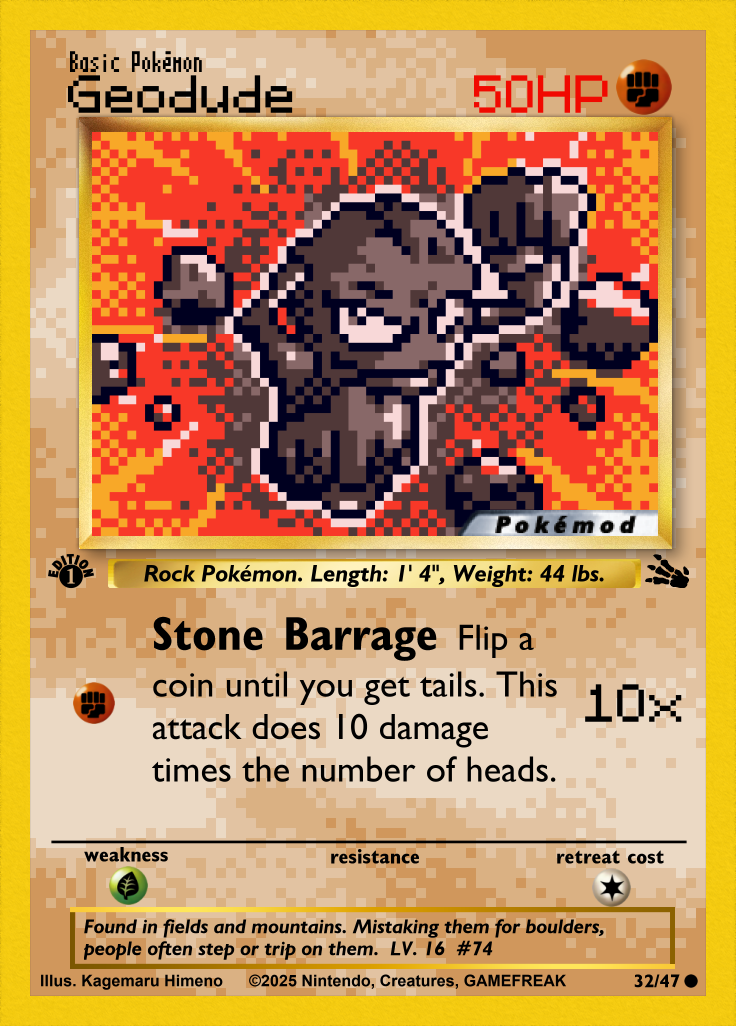 Basic Pokémon
Geodude 50HP
Pokémod
EDITION 1
Rock Pokémon. Length: 1' 4", Weight: 44 lbs.
Stone Barrage Flip a
coin until you get tails. This
attack does 10 damage
times the number of heads.
10x
weakness resistance retreat cost
Found in fields and mountains. Mistaking them for boulders,
people often step or trip on them. LV. 16 #74
Illus. Kagemaru Himeno ©2025 Nintendo, Creatures, GAMEFREAK 32/47